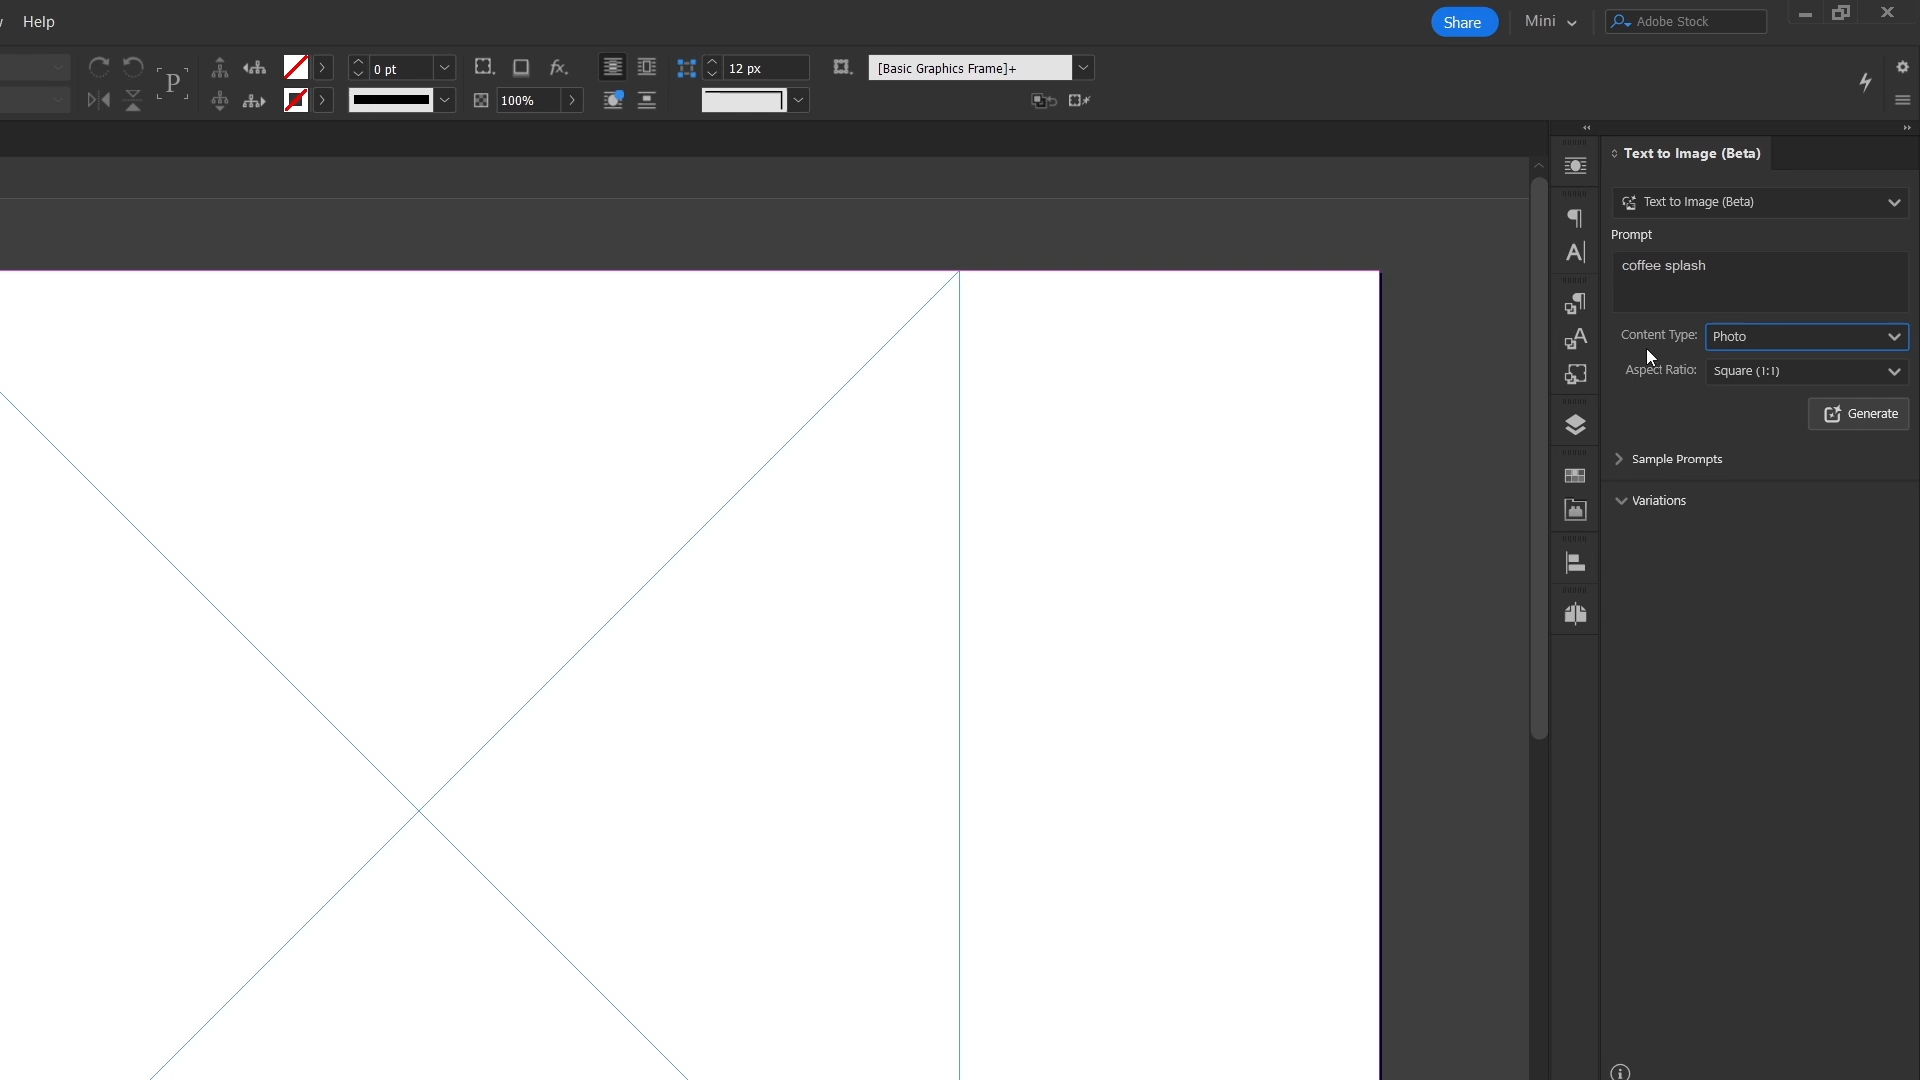 Help
Share
Mini
Adobe Stock
0 pt
fx.
12 px
[Basic Graphics Frame]+
P
100%
Text to Image (Beta)
Text to Image (Beta)
Prompt
coffee splash
Content Type: Photo
Aspect Ratio: Square (1:1)
Generate
Sample Prompts
Variations